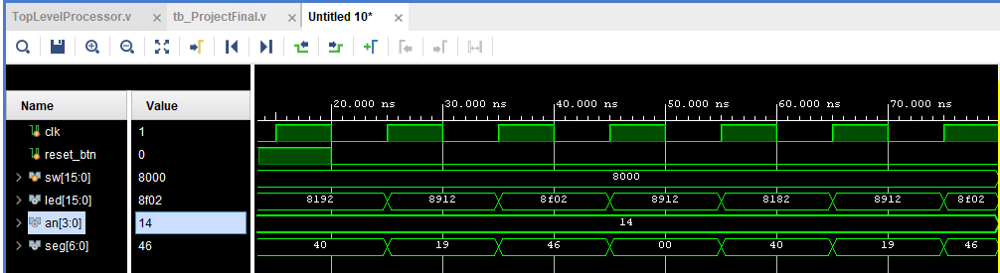 TopLevelProcessor.v × tb_ProjectFinal.v × Untitled 10* ×
Name Value
20.000 ns 30.000 ns 40.000 ns 50.000 ns 60.000 ns 70.000 ns
clk 1
reset_btn 0
sw[15:0] 8000 8000
led[15:0] 8f02 8192 8912 8f02 8912 8182 8912 8f02
an[3:0] 14 14
seg[6:0] 46 40 19 46 00 40 19 46